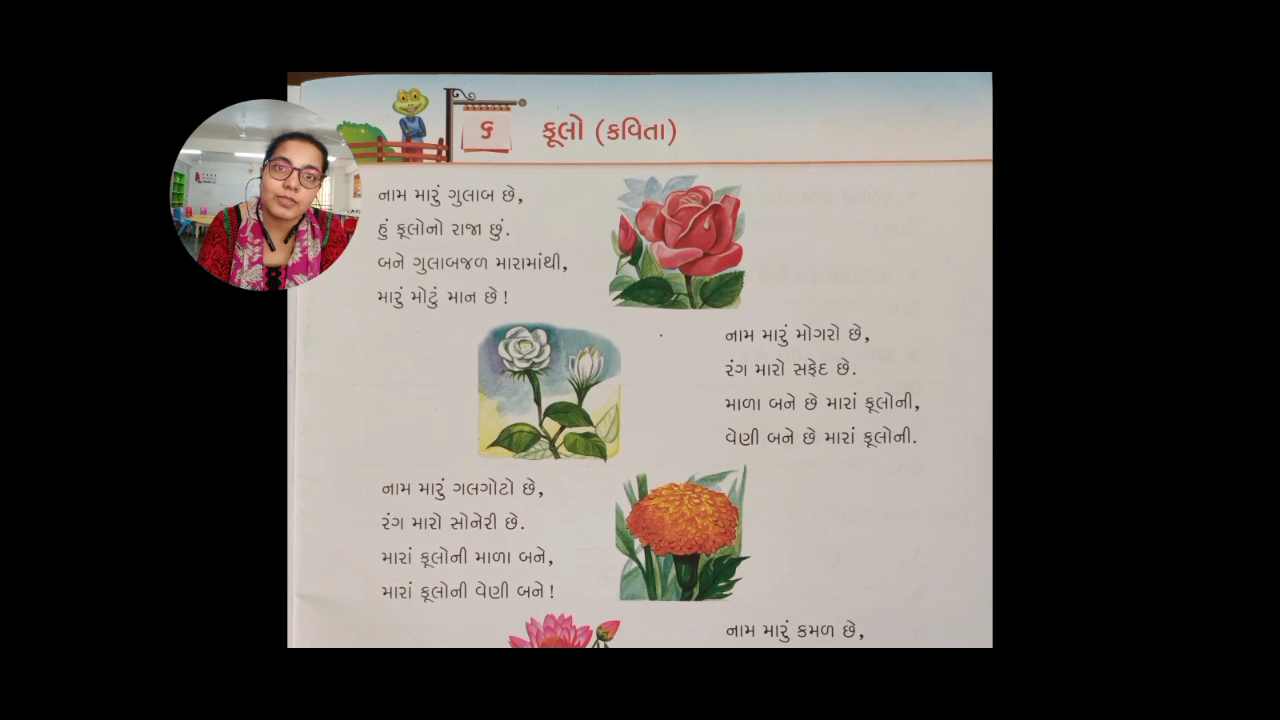 ૬
ફૂલો (કવિતા)
નામ મારું ગુલાબ છે,
હું ફૂલોનો રાજા છું.
બને ગુલાબજળ મારામાંથી,
મારું મોટું માન છે!
નામ મારું મોગરો છે,
રંગ મારો સફેદ છે.
માળા બને છે મારાં ફૂલોની,
વેણી બને છે મારાં ફૂલોની.
નામ મારું ગલગોટો છે,
રંગ મારો સોનેરી છે.
મારાં ફૂલોની માળા બને,
મારાં ફૂલોની વેણી બને!
નામ મારું કમળ છે,